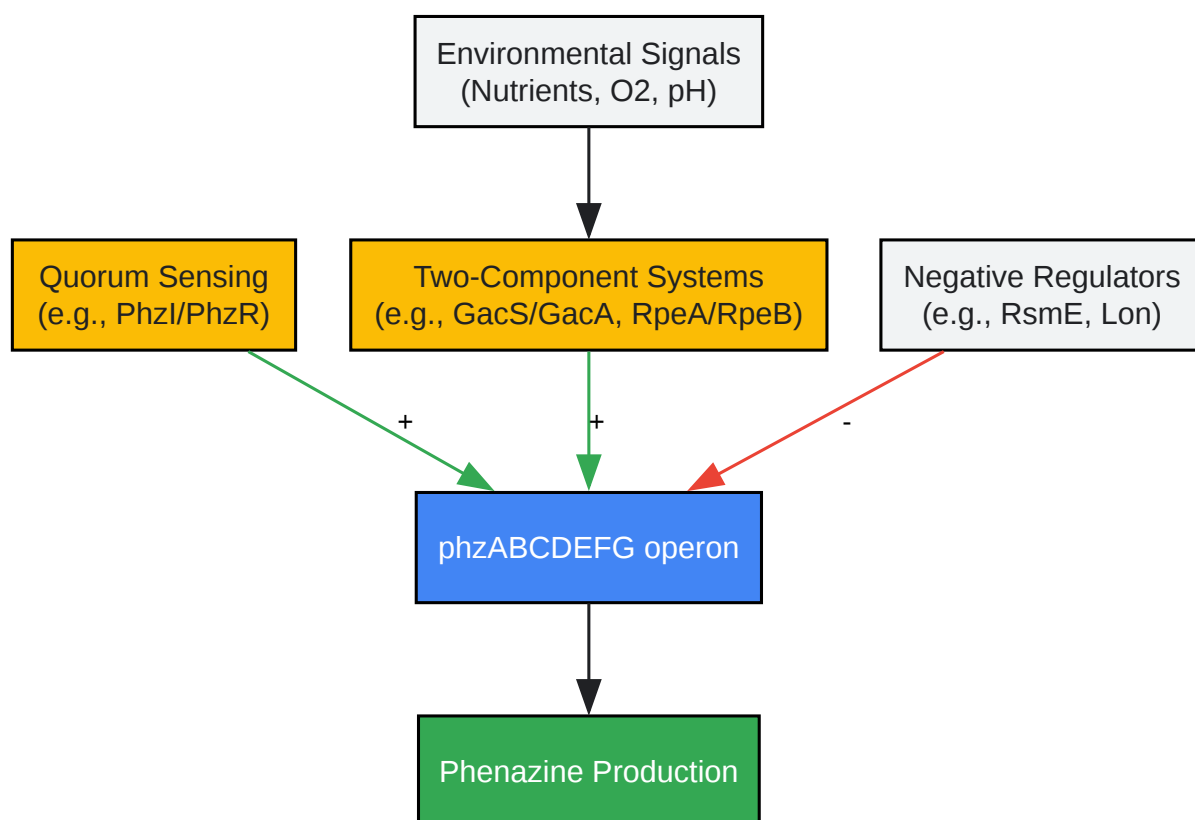 Environmental Signals
(Nutrients, O2, pH)
Quorum Sensing
(e.g., PhzI/PhzR)
Two-Component Systems
(e.g., GacS/GacA, RpeA/RpeB)
Negative Regulators
(e.g., RsmE, Lon)
+
+
-
phzABCDEFG operon
Phenazine Production